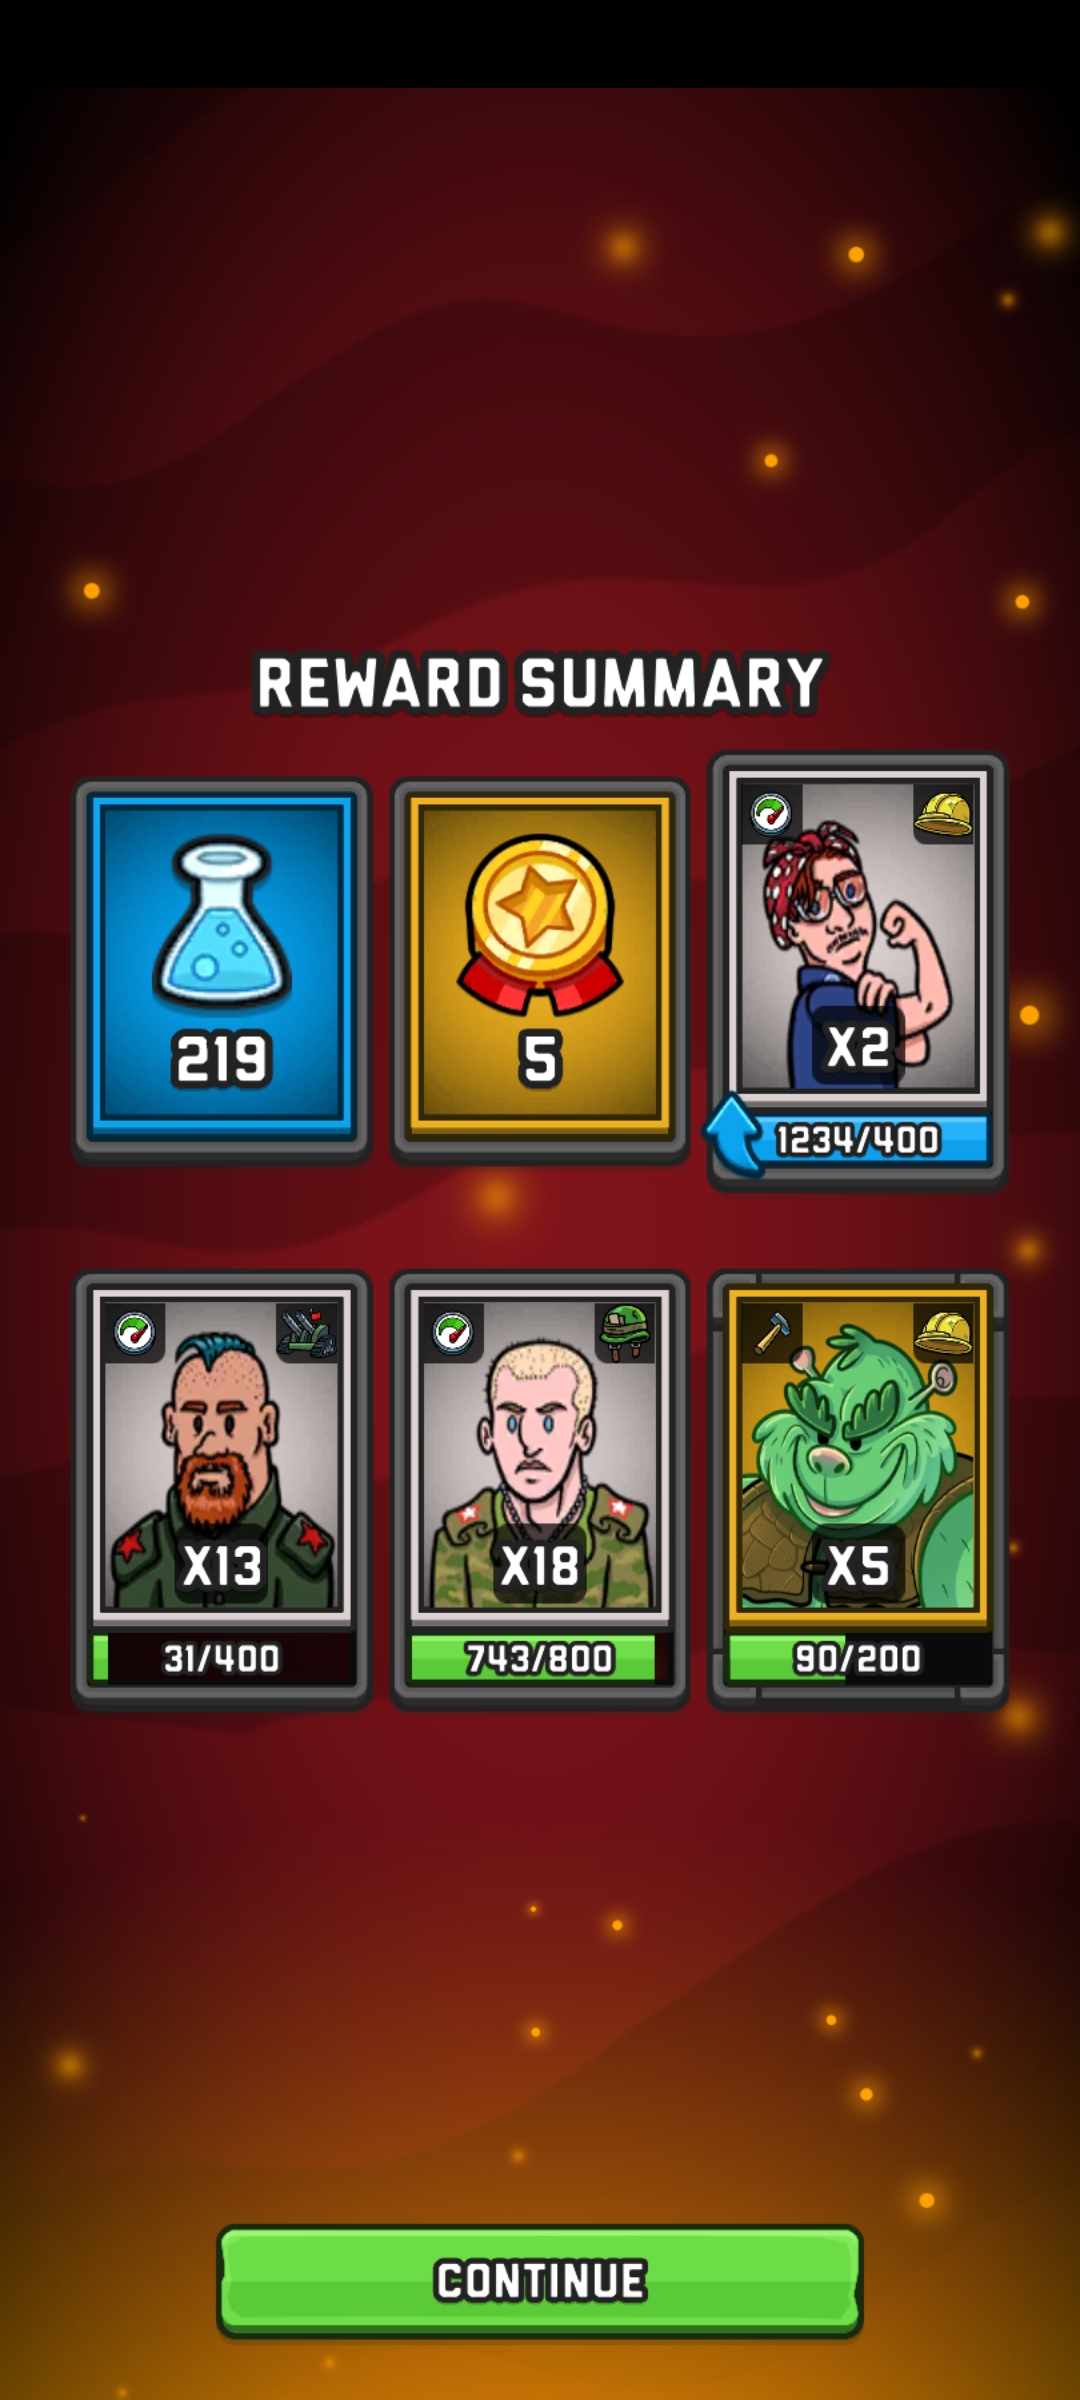 REWARD SUMMARY
219
5
X2
1234/400
X13
31/400
X18
743/800
X5
90/200
CONTINUE